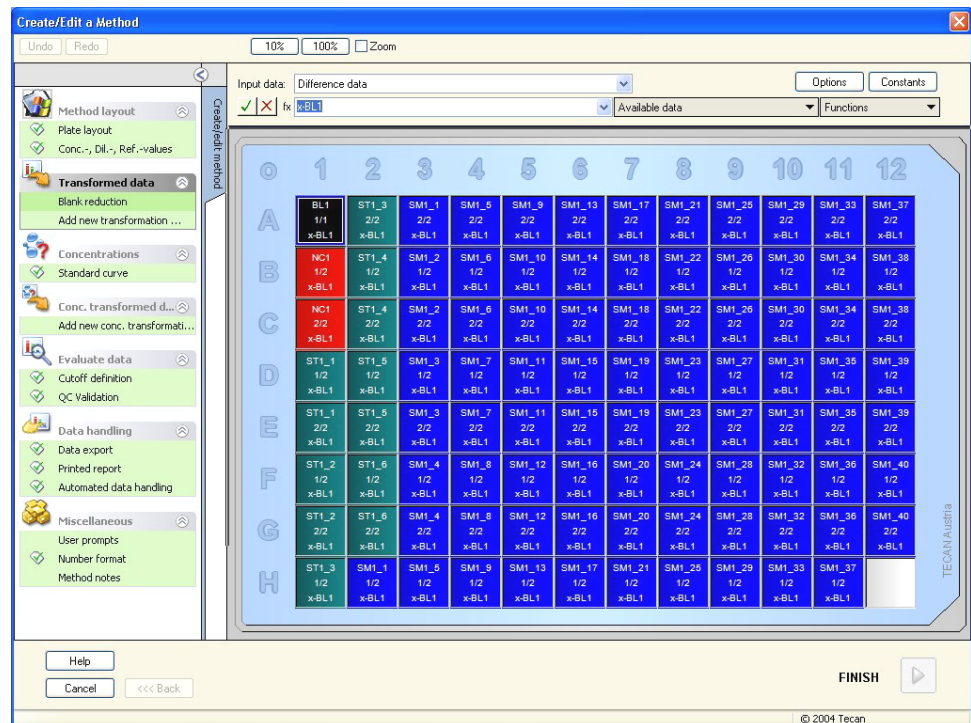 Create/Edit a Method
Undo Redo 10% 100% Zoom
Input data: Difference data Options Constants
fx x-BL1 Available data Functions
Create/edit method
Method layout
Plate layout
Conc.-, Dil.-, Ref.-values
Transformed data
Blank reduction
Add new transformation ...
Concentrations
Standard curve
Conc. transformed d...
Add new conc. transformati...
Evaluate data
Cutoff definition
QC Validation
Data handling
Data export
Printed report
Automated data handling
Miscellaneous
User prompts
Number format
Method notes
o 1 2 3 4 5 6 7 8 9 10 11 12
A
BL1 ST1_3 SM1_1 SM1_5 SM1_9 SM1_13 SM1_17 SM1_21 SM1_25 SM1_29 SM1_33 SM1_37
1/1 2/2 2/2 2/2 2/2 2/2 2/2 2/2 2/2 2/2 2/2 2/2
x-BL1 x-BL1 x-BL1 x-BL1 x-BL1 x-BL1 x-BL1 x-BL1 x-BL1 x-BL1 x-BL1 x-BL1
B
NC1 ST1_4 SM1_2 SM1_6 SM1_10 SM1_14 SM1_18 SM1_22 SM1_26 SM1_30 SM1_34 SM1_38
1/2 1/2 1/2 1/2 1/2 1/2 1/2 1/2 1/2 1/2 1/2 1/2
x-BL1 x-BL1 x-BL1 x-BL1 x-BL1 x-BL1 x-BL1 x-BL1 x-BL1 x-BL1 x-BL1 x-BL1
C
NC1 ST1_4 SM1_2 SM1_6 SM1_10 SM1_14 SM1_18 SM1_22 SM1_26 SM1_30 SM1_34 SM1_38
2/2 2/2 2/2 2/2 2/2 2/2 2/2 2/2 2/2 2/2 2/2 2/2
x-BL1 x-BL1 x-BL1 x-BL1 x-BL1 x-BL1 x-BL1 x-BL1 x-BL1 x-BL1 x-BL1 x-BL1
D
ST1_1 ST1_5 SM1_3 SM1_7 SM1_11 SM1_15 SM1_19 SM1_23 SM1_27 SM1_31 SM1_35 SM1_39
1/2 1/2 1/2 1/2 1/2 1/2 1/2 1/2 1/2 1/2 1/2 1/2
x-BL1 x-BL1 x-BL1 x-BL1 x-BL1 x-BL1 x-BL1 x-BL1 x-BL1 x-BL1 x-BL1 x-BL1
E
ST1_1 ST1_5 SM1_3 SM1_7 SM1_11 SM1_15 SM1_19 SM1_23 SM1_27 SM1_31 SM1_35 SM1_39
2/2 2/2 2/2 2/2 2/2 2/2 2/2 2/2 2/2 2/2 2/2 2/2
x-BL1 x-BL1 x-BL1 x-BL1 x-BL1 x-BL1 x-BL1 x-BL1 x-BL1 x-BL1 x-BL1 x-BL1
F
ST1_2 ST1_6 SM1_4 SM1_8 SM1_12 SM1_16 SM1_20 SM1_24 SM1_28 SM1_32 SM1_36 SM1_40
1/2 1/2 1/2 1/2 1/2 1/2 1/2 1/2 1/2 1/2 1/2 1/2
x-BL1 x-BL1 x-BL1 x-BL1 x-BL1 x-BL1 x-BL1 x-BL1 x-BL1 x-BL1 x-BL1 x-BL1
G
ST1_2 ST1_6 SM1_4 SM1_8 SM1_12 SM1_16 SM1_20 SM1_24 SM1_28 SM1_32 SM1_36 SM1_40
2/2 2/2 2/2 2/2 2/2 2/2 2/2 2/2 2/2 2/2 2/2 2/2
x-BL1 x-BL1 x-BL1 x-BL1 x-BL1 x-BL1 x-BL1 x-BL1 x-BL1 x-BL1 x-BL1 x-BL1
H
ST1_3 SM1_1 SM1_5 SM1_9 SM1_13 SM1_17 SM1_21 SM1_25 SM1_29 SM1_33 SM1_37
1/2 1/2 1/2 1/2 1/2 1/2 1/2 1/2 1/2 1/2 1/2
x-BL1 x-BL1 x-BL1 x-BL1 x-BL1 x-BL1 x-BL1 x-BL1 x-BL1 x-BL1 x-BL1
TECAN Austria
Help
Cancel <<< Back
FINISH
© 2004 Tecan